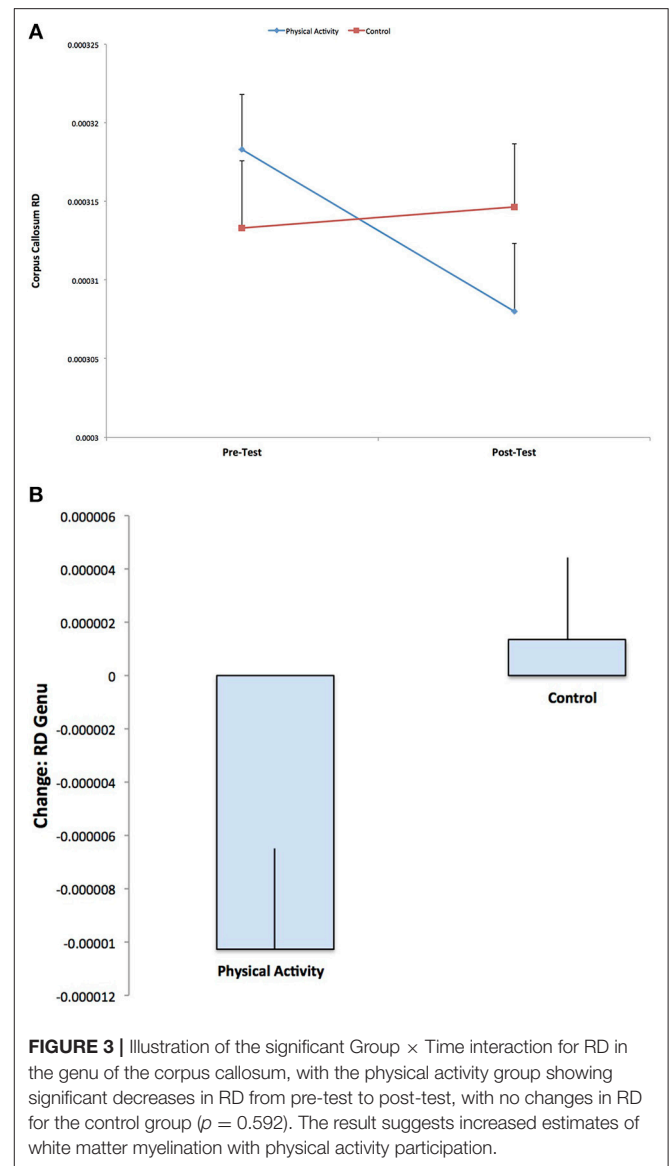 A
Physical Activity Control
0.000325
0.00032
0.000315
0.00031
0.000305
0.0003
Corpus Callosum RD
Pre-Test Post-Test
B
0.000006
0.000004
0.000002
0
-0.000002
-0.000004
-0.000006
-0.000008
-0.00001
-0.000012
Change: RD Genu
Control
Physical Activity
FIGURE 3 | Illustration of the significant Group × Time interaction for RD in
the genu of the corpus callosum, with the physical activity group showing
significant decreases in RD from pre-test to post-test, with no changes in RD
for the control group (p = 0.592). The result suggests increased estimates of
white matter myelination with physical activity participation.